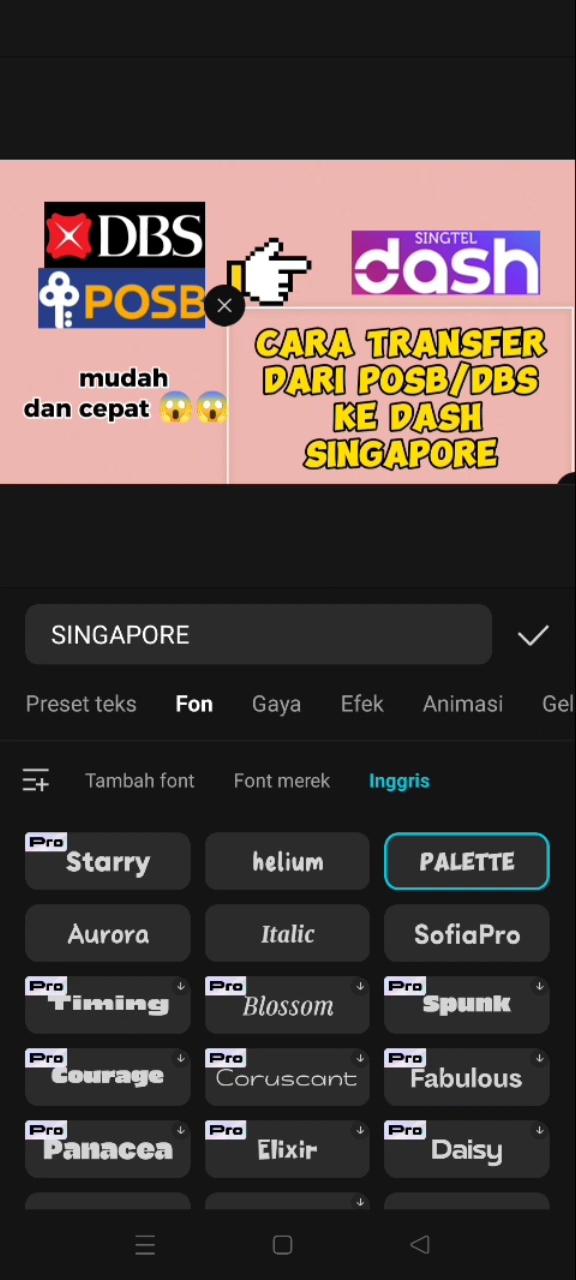 DBS
POSB
SINGTEL
dash
mudah
dan cepat 😱😱
CARA TRANSFER
DARI POSB/DBS
KE DASH
SINGAPORE
SINGAPORE
Preset teks Fon Gaya Efek Animasi Gel
Tambah font Font merek Inggris
Pro Starry helium PALETTE
Aurora Italic SofiaPro
Pro Timing Pro Blossom Pro Spunk
Pro Courage Pro Coruscant Pro Fabulous
Pro Panacea Pro Elixir Pro Daisy